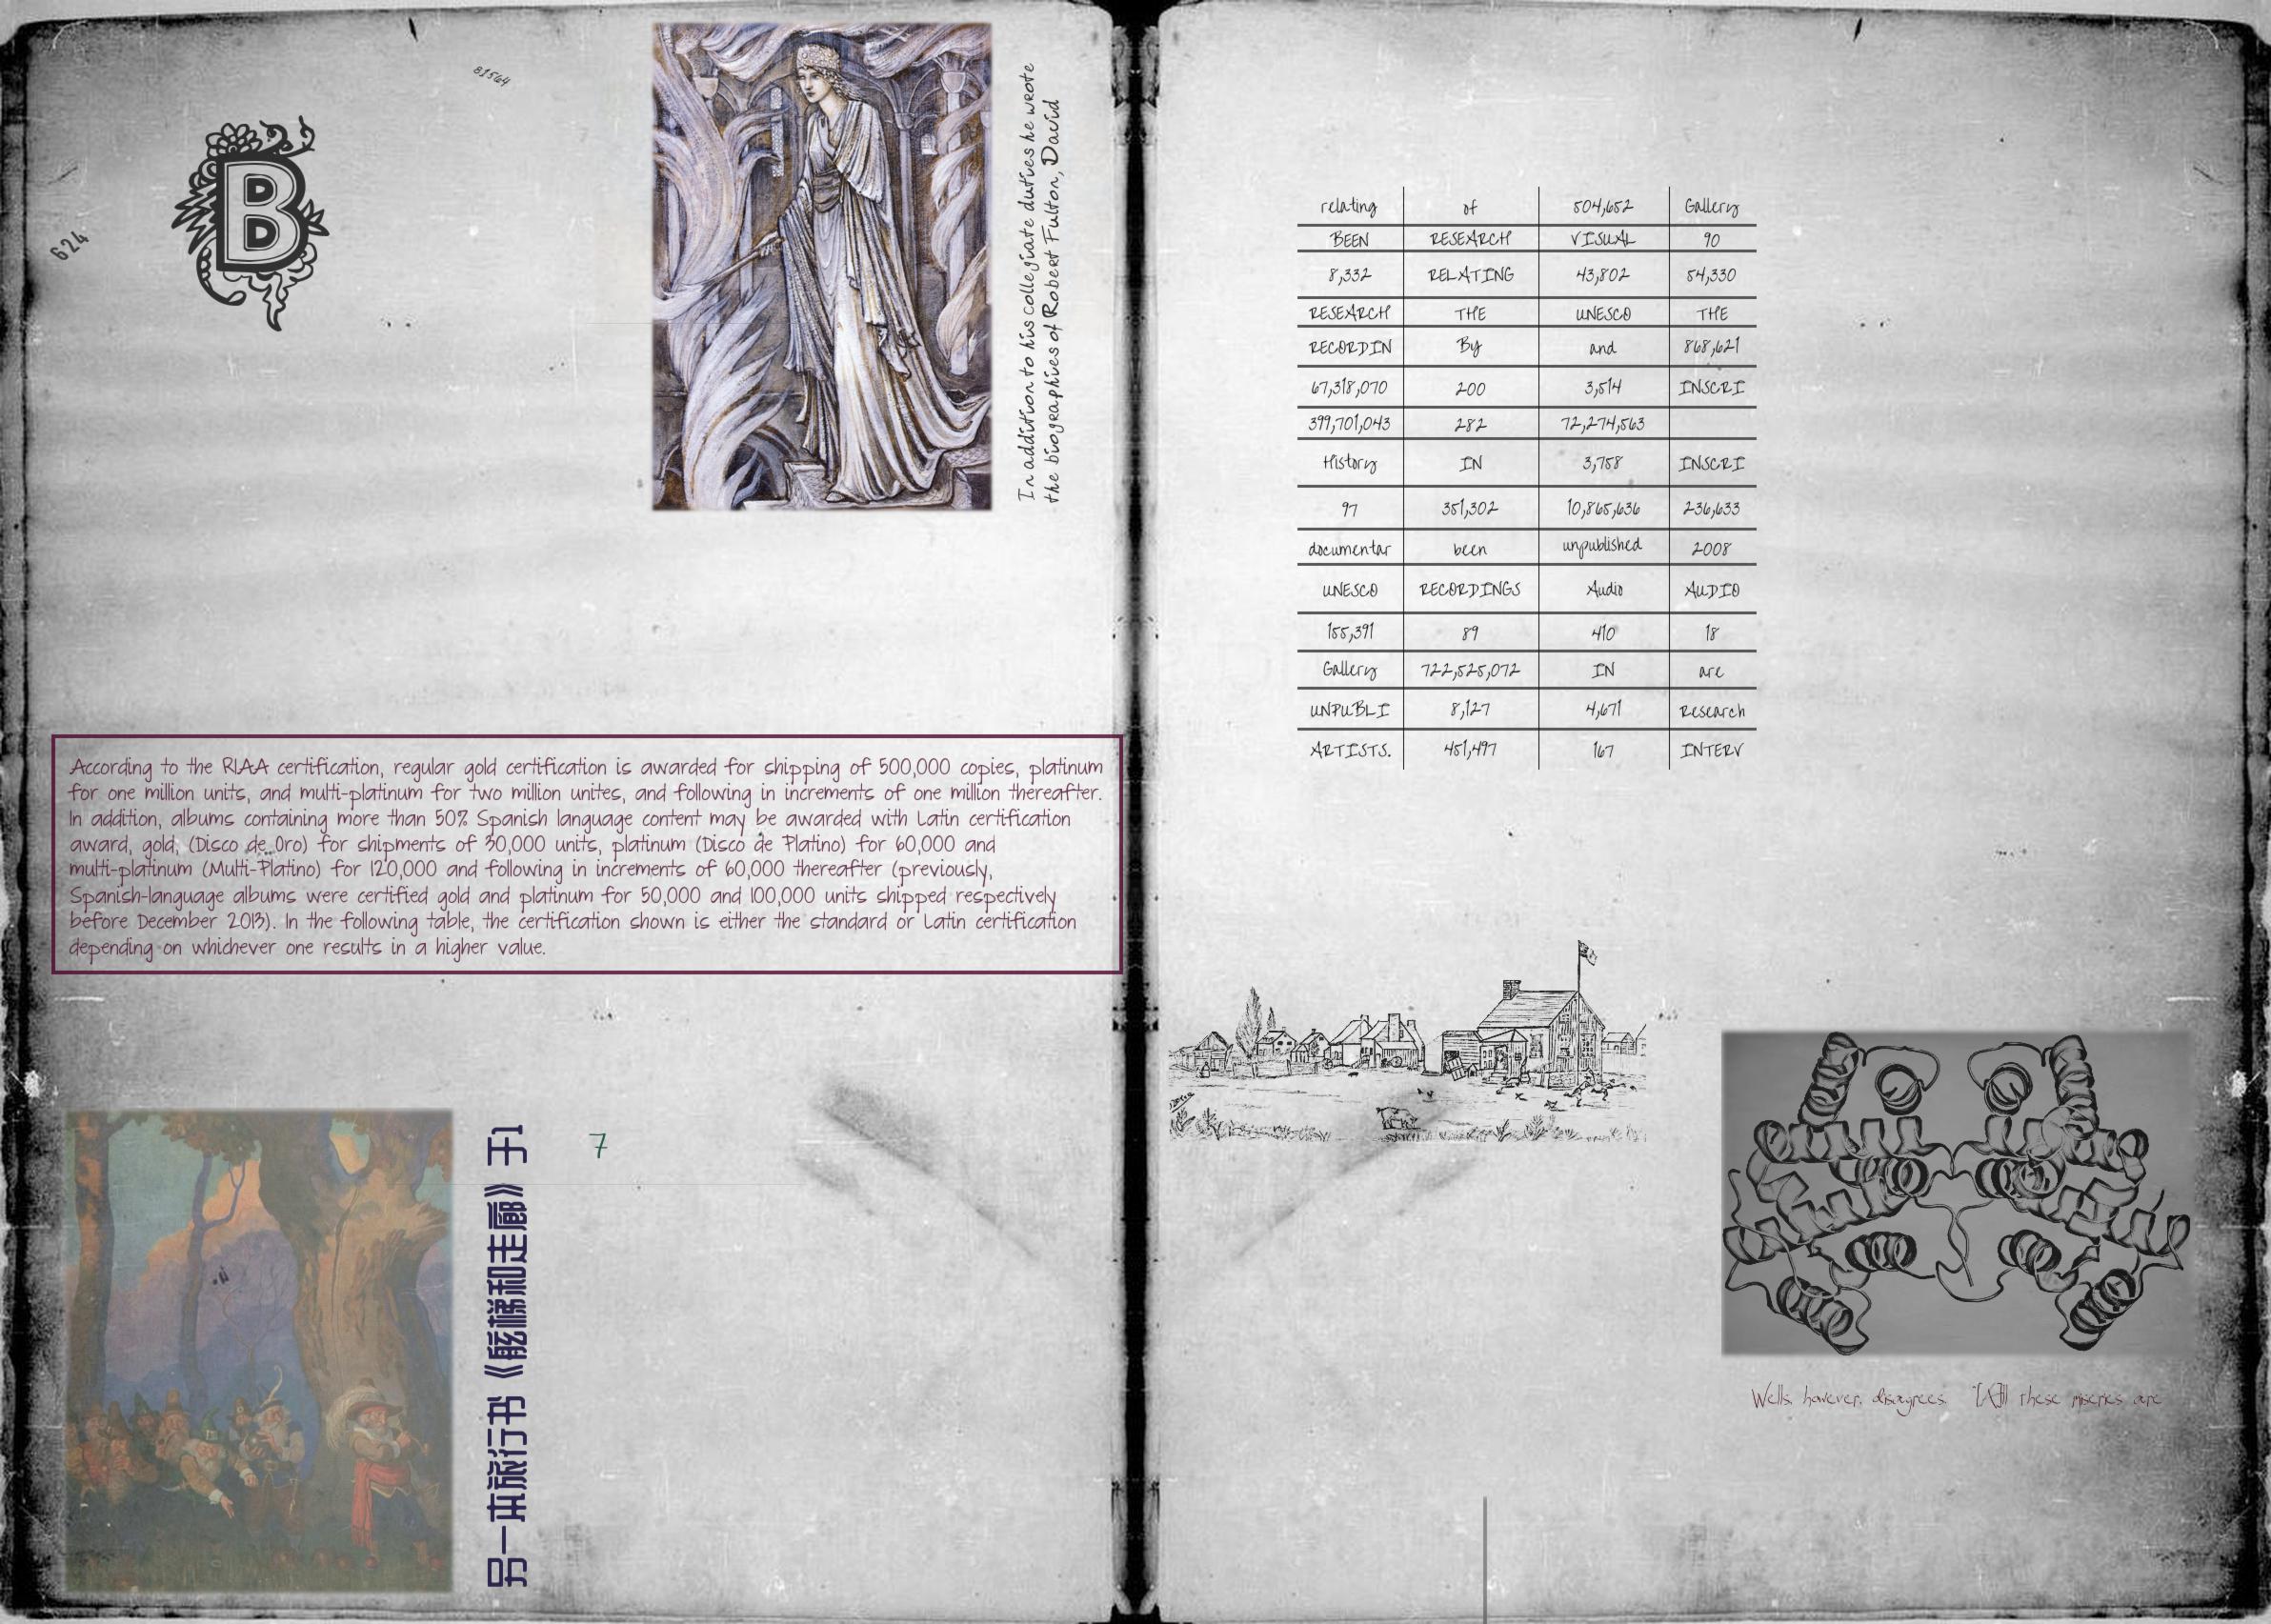 81564
B
624
In addition to his collegiate duties he wrote
the biographies of Robert Fulton, David
According to the RIAA certification, regular gold certification is awarded for shipping of 500,000 copies, platinum
for one million units, and multi-platinum for two million unites, and following in increments of one million thereafter.
In addition, albums containing more than 50% Spanish language content may be awarded with Latin certification
award, gold, (Disco de Oro) for shipments of 30,000 units, platinum (Disco de Platino) for 60,000 and
multi-platinum (Multi-Platino) for 120,000 and following in increments of 60,000 thereafter (previously,
Spanish-language albums were certified gold and platinum for 50,000 and 100,000 units shipped respectively
before December 2013). In the following table, the certification shown is either the standard or Latin certification
depending on whichever one results in a higher value.
另一本旅行书《舷梯和走廊》于1
7
relating of 504,652 Gallery
BEEN RESEARCH VISUAL 90
8,332 RELATING 43,802 54,330
RESEARCH THE UNESCO THE
RECORDIN By and 868,621
67,318,070 200 3,514 INSCRI
399,701,043 282 72,274,563
History IN 3,758 INSCRI
97 351,302 10,865,636 236,633
documentar been unpublished 2008
UNESCO RECORDINGS Audio AUDIO
155,391 89 410 18
Gallery 722,525,072 IN are
UNPUBLI 8,127 4,671 Research
ARTISTS. 451,497 167 INTERV
Wells, however, disagrees. "[A]ll these miseries are